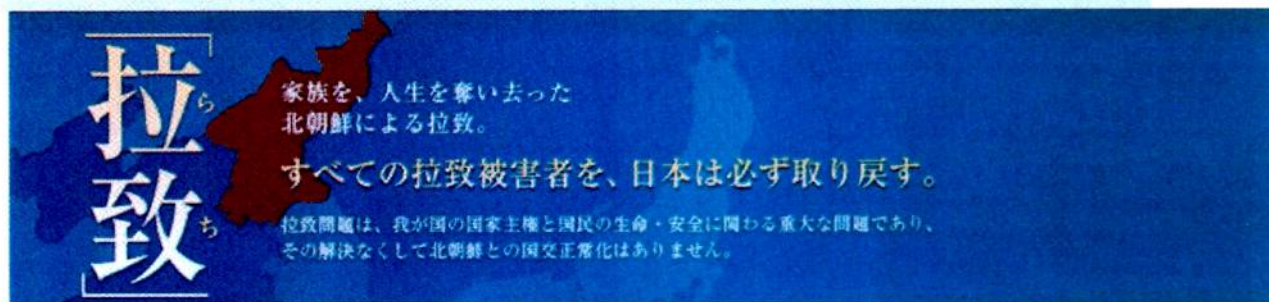 「拉致」
らち
家族を、人生を奪い去った
北朝鮮による拉致。
すべての拉致被害者を、日本は必ず取り戻す。
拉致問題は、我が国の国家主権と国民の生命・安全に関わる重大な問題であり、
その解決なくして北朝鮮との国交正常化はありません。